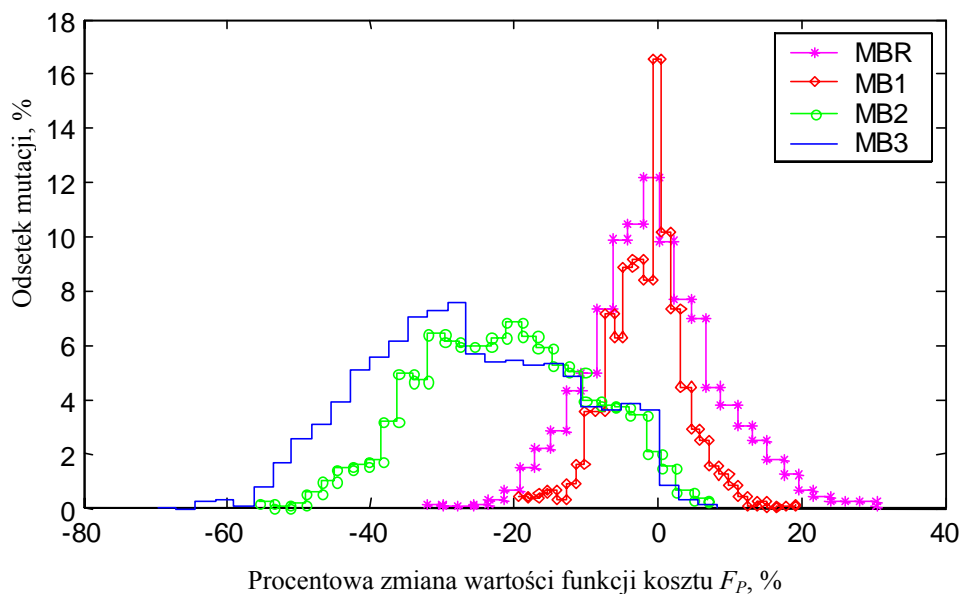 18
16
14
12
10
8
6
4
2
0
-80
-60
-40
-20
0
20
40
Odsetek mutacji, %
Procentowa zmiana wartości funkcji kosztu F_P, %
MBR
MB1
MB2
MB3